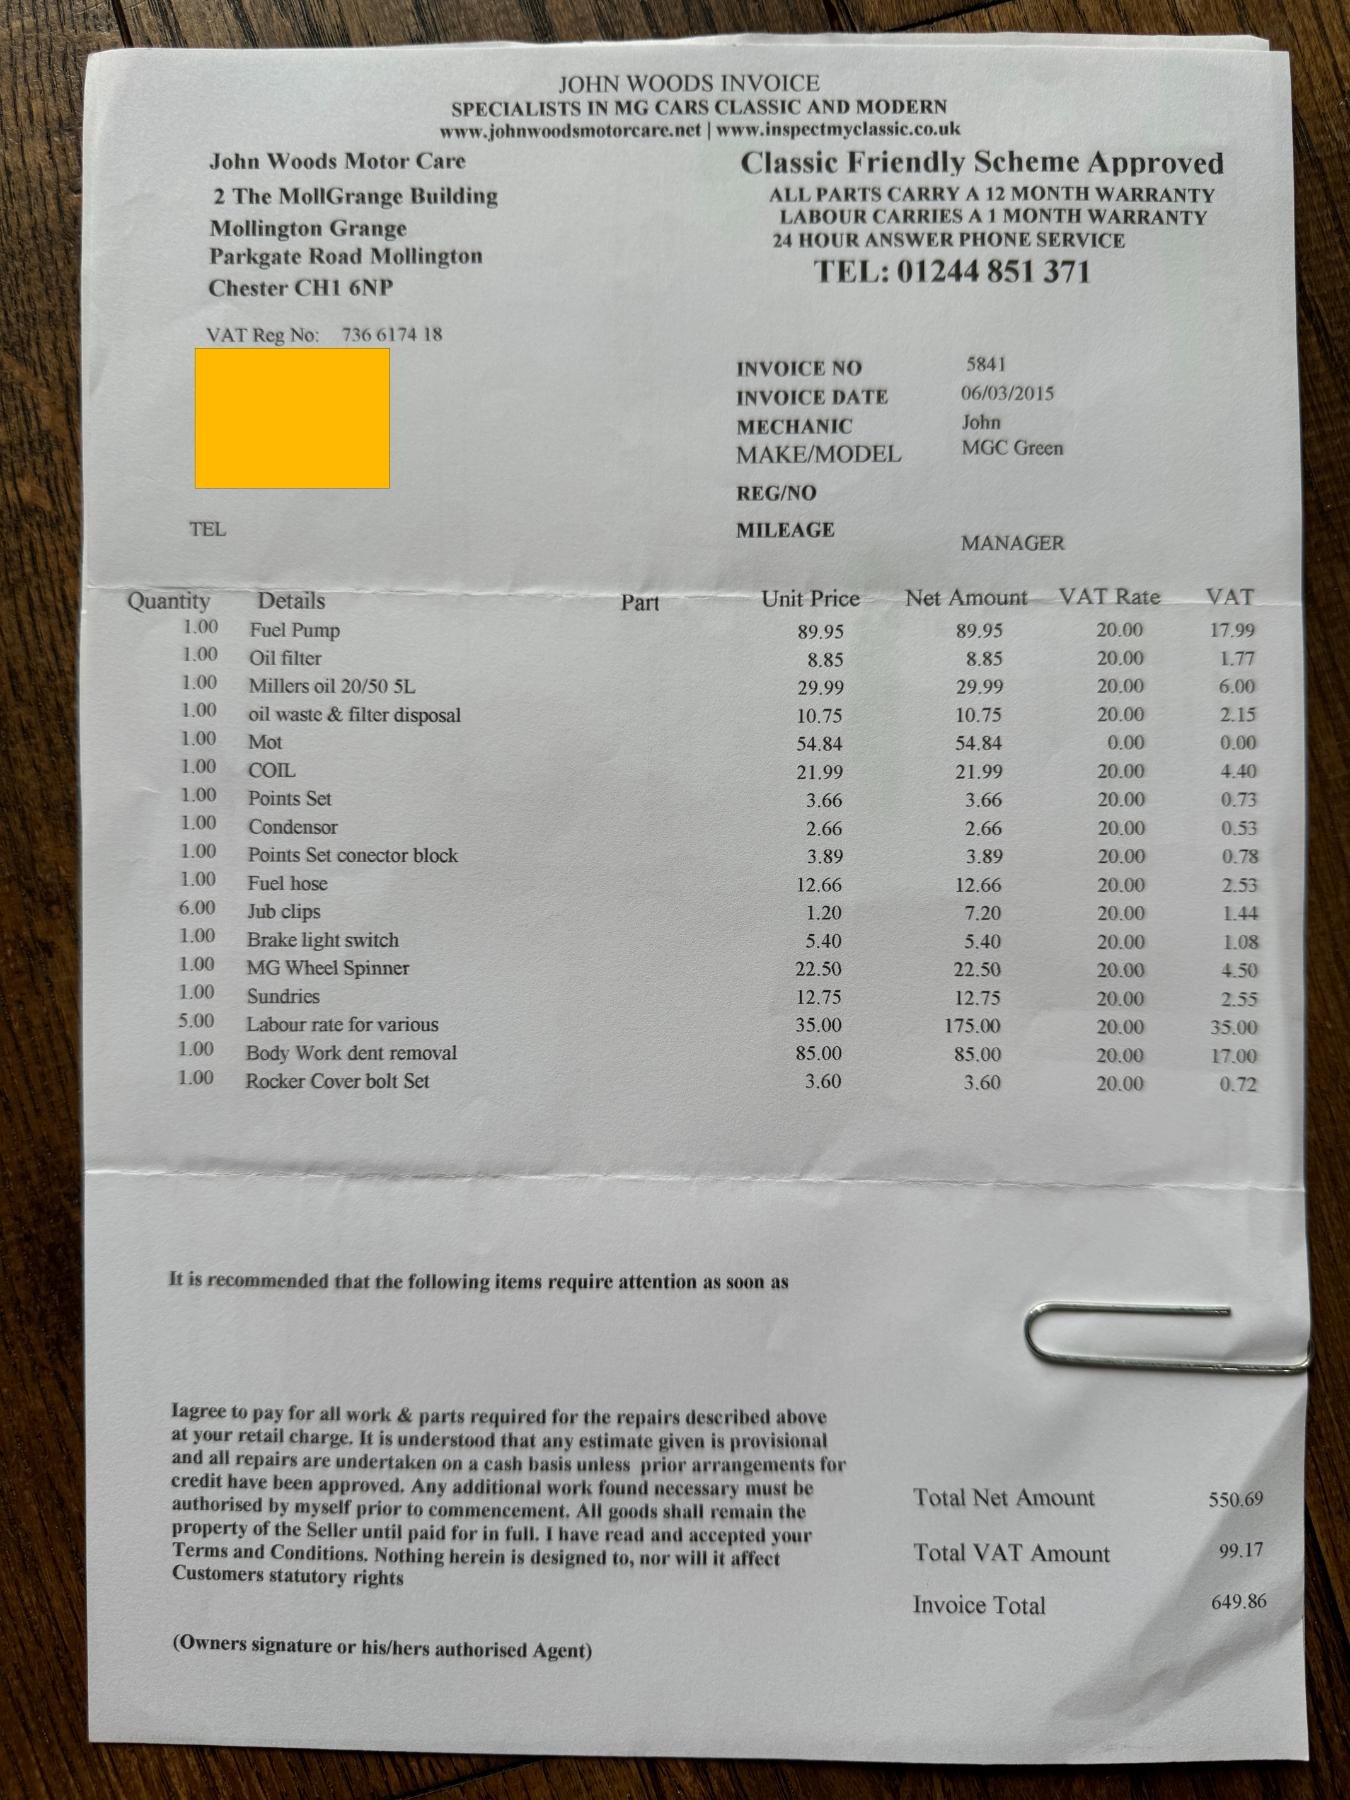 JOHN WOODS INVOICE
SPECIALISTS IN MG CARS CLASSIC AND MODERN
www.johnwoodsmotorcare.net | www.inspectmyclassic.co.uk
John Woods Motor Care
2 The MollGrange Building
Mollington Grange
Parkgate Road Mollington
Chester CH1 6NP
VAT Reg No: 736 6174 18
Classic Friendly Scheme Approved
ALL PARTS CARRY A 12 MONTH WARRANTY
LABOUR CARRIES A 1 MONTH WARRANTY
24 HOUR ANSWER PHONE SERVICE
TEL: 01244 851 371
INVOICE NO 5841
INVOICE DATE 06/03/2015
MECHANIC John
MAKE/MODEL MGC Green
REG/NO
TEL
MILEAGE
MANAGER
Quantity Details Part Unit Price Net Amount VAT Rate VAT
1.00 Fuel Pump 89.95 89.95 20.00 17.99
1.00 Oil filter 8.85 8.85 20.00 1.77
1.00 Millers oil 20/50 5L 29.99 29.99 20.00 6.00
1.00 oil waste & filter disposal 10.75 10.75 20.00 2.15
1.00 Mot 54.84 54.84 0.00 0.00
1.00 COIL 21.99 21.99 20.00 4.40
1.00 Points Set 3.66 3.66 20.00 0.73
1.00 Condensor 2.66 2.66 20.00 0.53
1.00 Points Set conector block 3.89 3.89 20.00 0.78
1.00 Fuel hose 12.66 12.66 20.00 2.53
6.00 Jub clips 1.20 7.20 20.00 1.44
1.00 Brake light switch 5.40 5.40 20.00 1.08
1.00 MG Wheel Spinner 22.50 22.50 20.00 4.50
1.00 Sundries 12.75 12.75 20.00 2.55
5.00 Labour rate for various 35.00 175.00 20.00 35.00
1.00 Body Work dent removal 85.00 85.00 20.00 17.00
1.00 Rocker Cover bolt Set 3.60 3.60 20.00 0.72
It is recommended that the following items require attention as soon as
Iagree to pay for all work & parts required for the repairs described above
at your retail charge. It is understood that any estimate given is provisional
and all repairs are undertaken on a cash basis unless prior arrangements for
credit have been approved. Any additional work found necessary must be
authorised by myself prior to commencement. All goods shall remain the
property of the Seller until paid for in full. I have read and accepted your
Terms and Conditions. Nothing herein is designed to, nor will it affect
Customers statutory rights
Total Net Amount 550.69
Total VAT Amount 99.17
Invoice Total 649.86
(Owners signature or his/hers authorised Agent)